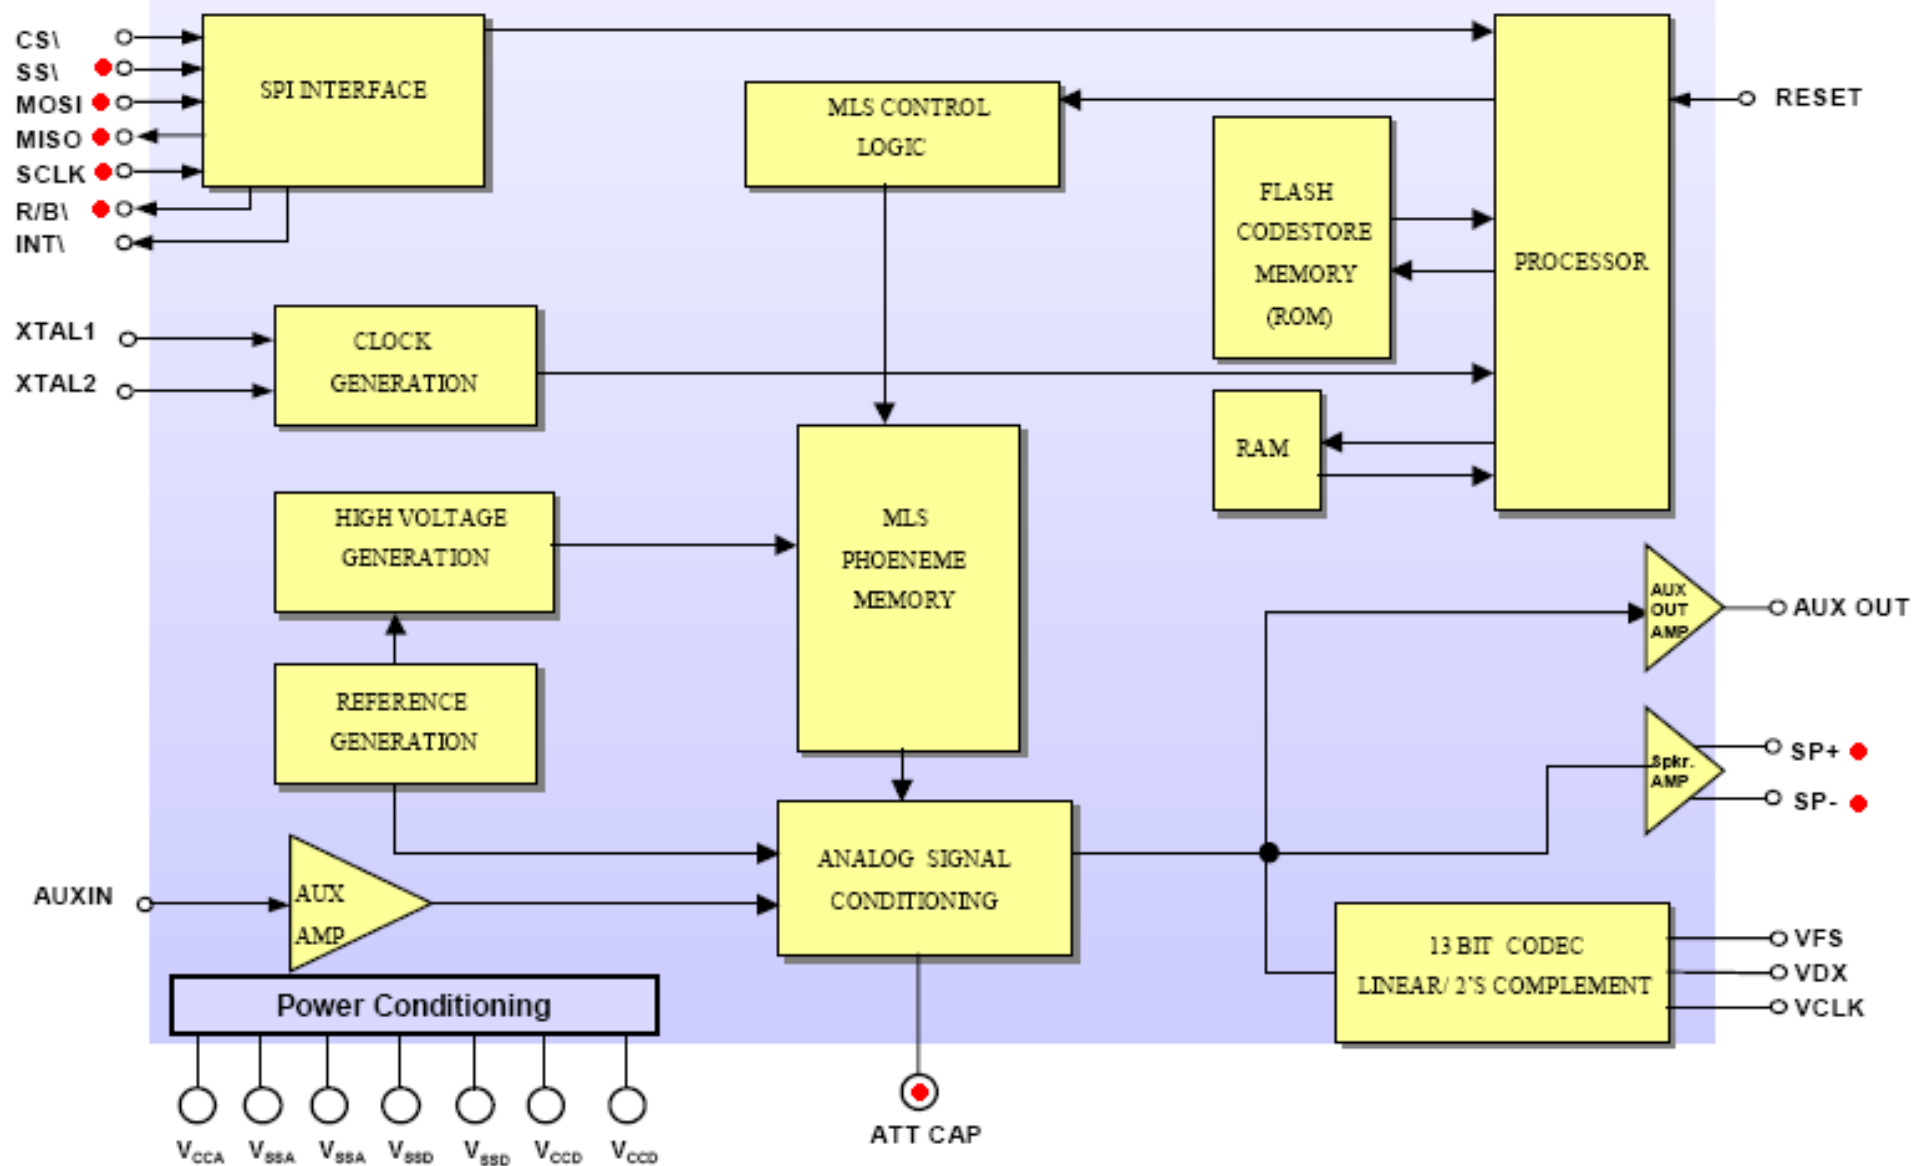 CS\
SS\
MOSI
MISO
SCLK
R/B\
INT\
SPI INTERFACE
MLS CONTROL
LOGIC
FLASH
CODESTORE
MEMORY
(ROM)
PROCESSOR
RESET
XTAL1
XTAL2
CLOCK
GENERATION
RAM
HIGH VOLTAGE
GENERATION
MLS
PHOENEME
MEMORY
AUX
OUT
AMP
AUX OUT
REFERENCE
GENERATION
Spkr.
AMP
SP+
SP-
AUXIN
AUX
AMP
ANALOG SIGNAL
CONDITIONING
13 BIT CODEC
LINEAR/ 2'S COMPLEMENT
VFS
VDX
VCLK
Power Conditioning
VCCA VSSA VSSA VSSD VSSD VCCD VCCD
ATT CAP